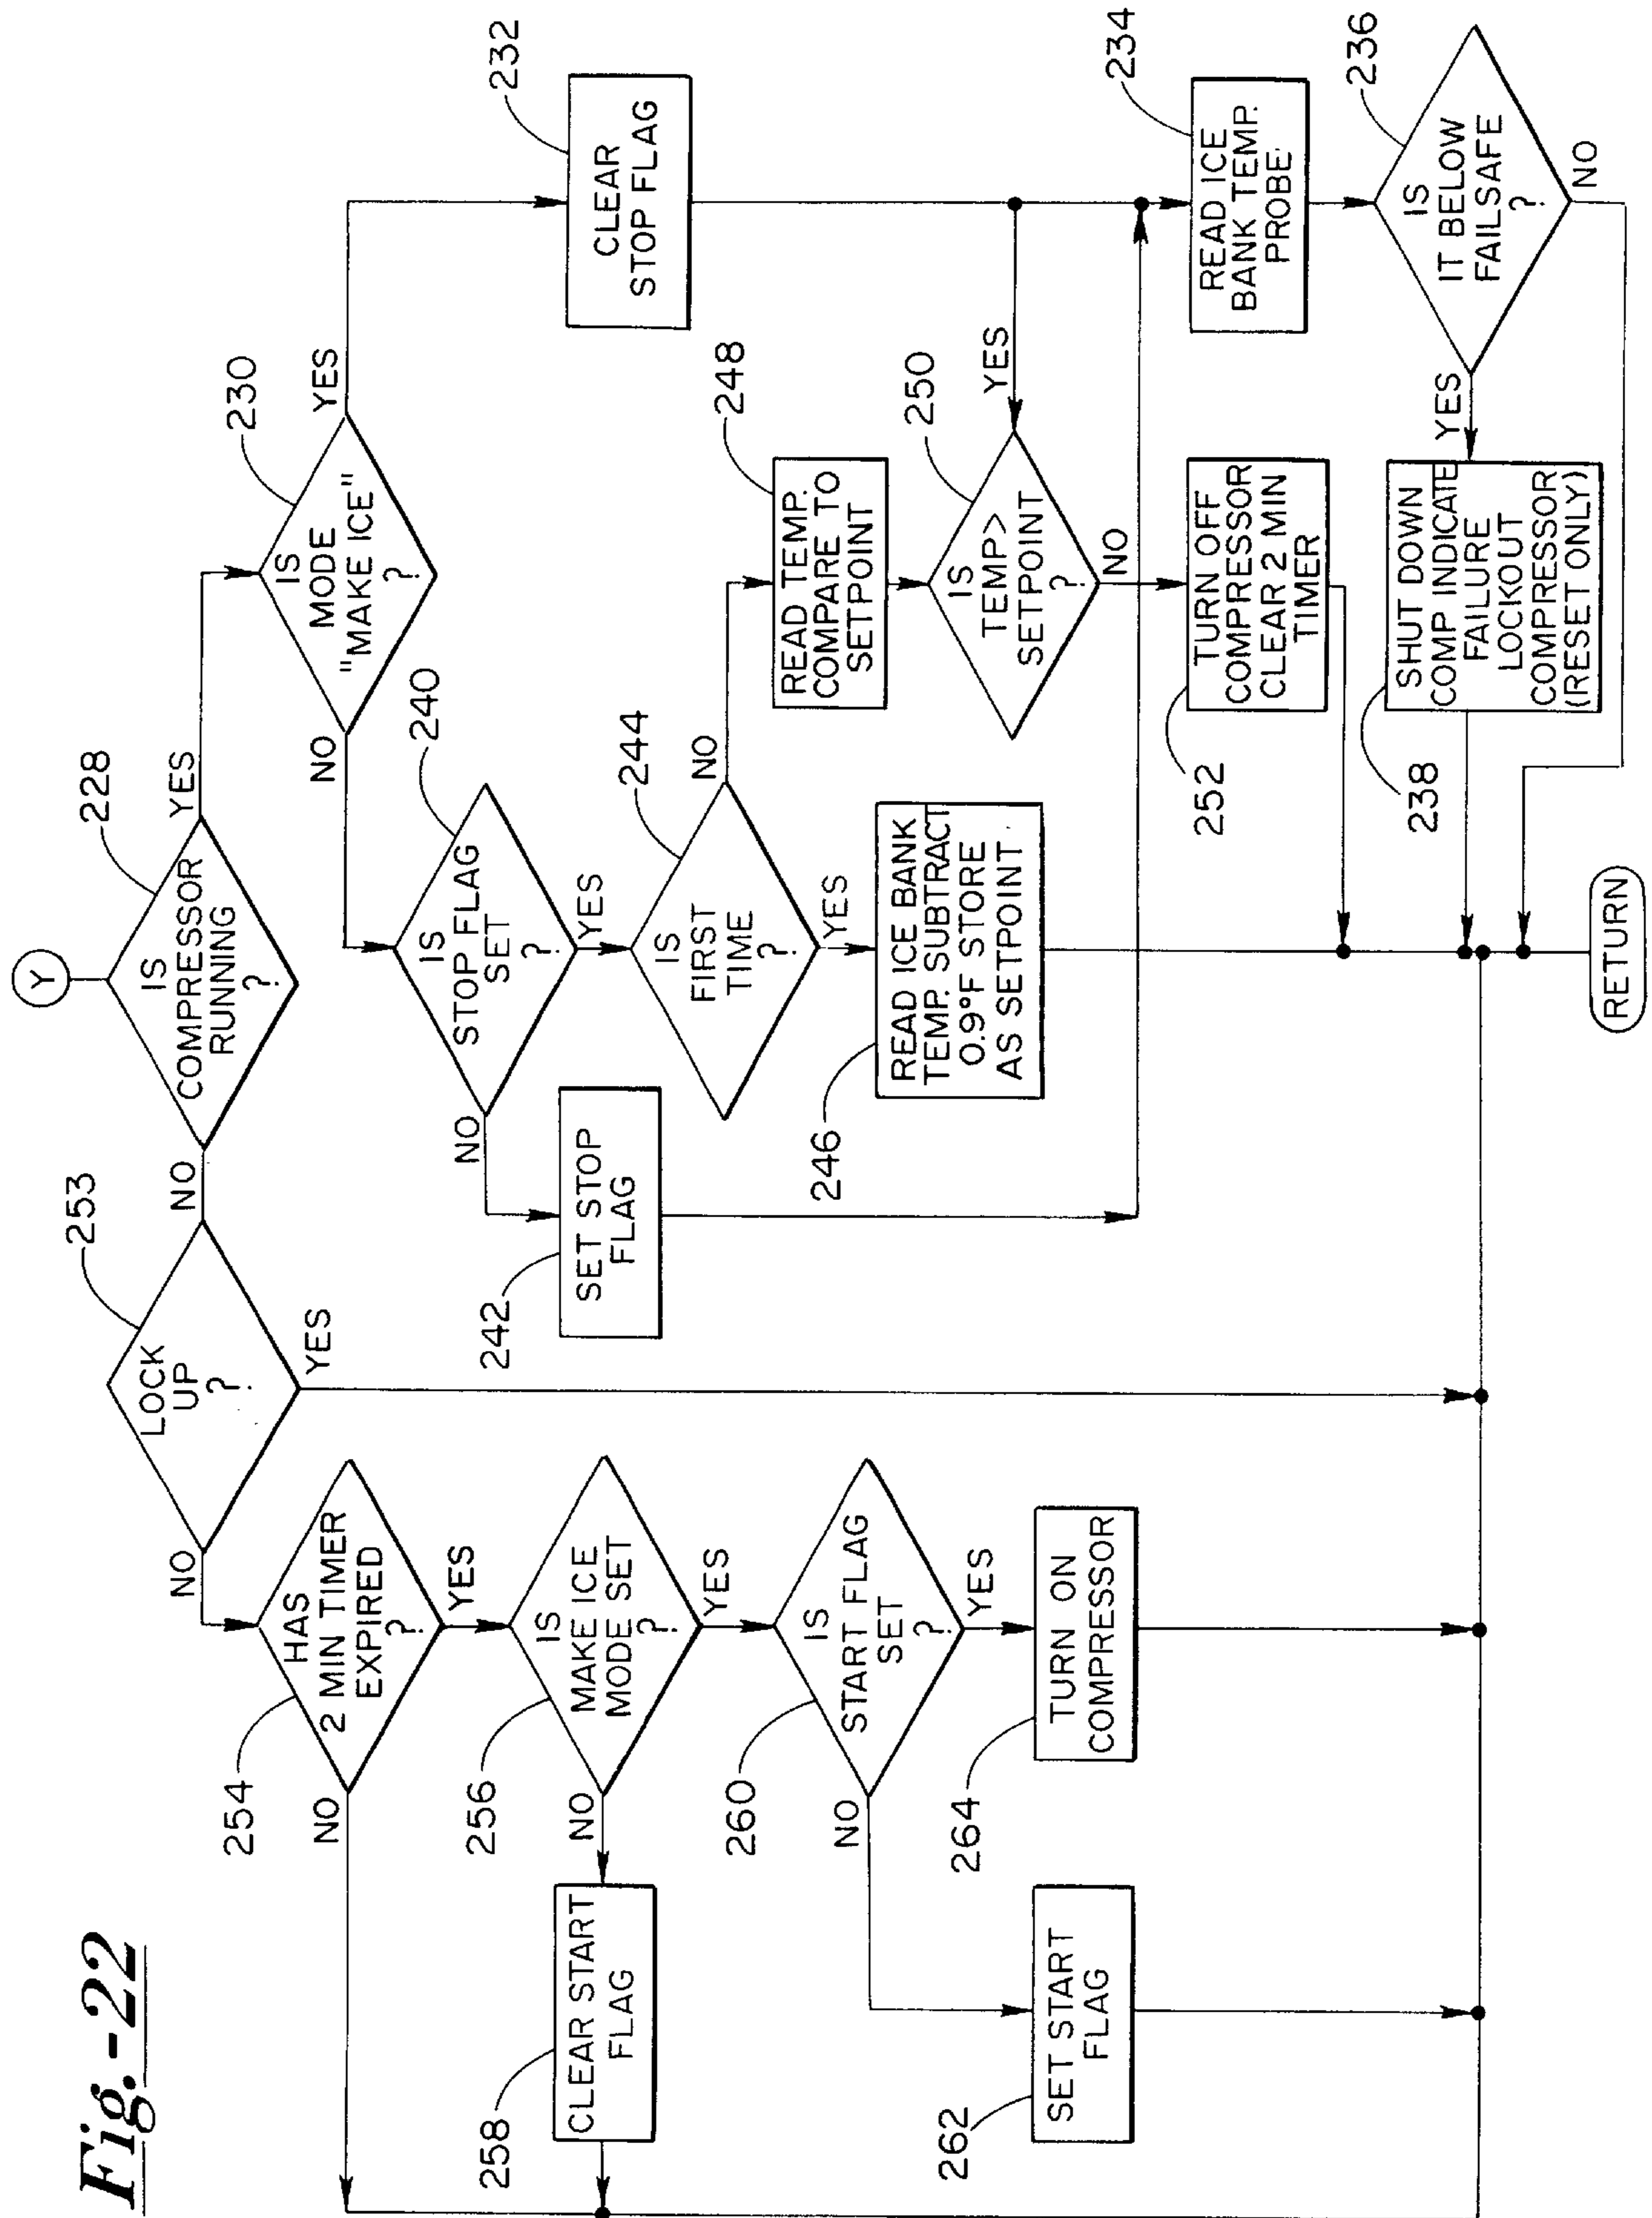 Fig.-22
Y
228
IS
COMPRESSOR
RUNNING
?
YES
NO
230
IS
MODE
"MAKE ICE"
?
YES
NO
232
CLEAR
STOP FLAG
234
READ ICE
BANK TEMP.
PROBE.
236
IS
IT BELOW
FAILSAFE
?
NO
YES
238
SHUT DOWN
COMP INDICATE
FAILURE
LOCKOUT
COMPRESSOR
(RESET ONLY)
240
IS
STOP FLAG
SET
?
NO
YES
242
SET STOP
FLAG
244
IS
FIRST
TIME
?
NO
YES
246
READ ICE BANK
TEMP. SUBTRACT
0.9°F STORE
AS SETPOINT.
248
READ TEMP.
COMPARE TO
SETPOINT
250
IS
TEMP>
SETPOINT
?
YES
NO
252
TURN OFF
COMPRESSOR
CLEAR 2 MIN
TIMER
253
LOCK
UP
?
YES
NO
254
HAS
2 MIN TIMER
EXPIRED
?
NO
YES
256
IS
MAKE ICE
MODE SET
?
NO
YES
258
CLEAR START
FLAG
260
IS
START FLAG
SET
?
NO
YES
262
SET START
FLAG
264
TURN ON
COMPRESSOR
RETURN